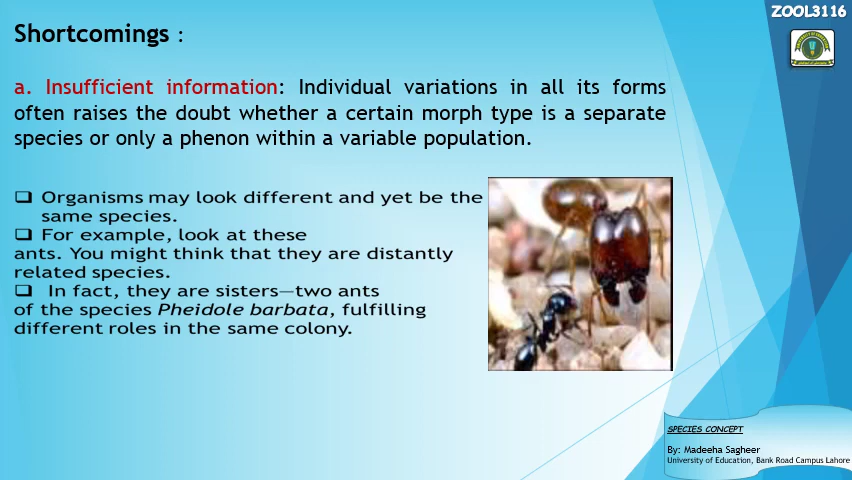 ZOOL3116
Shortcomings :
a. Insufficient information: Individual variations in all its forms
often raises the doubt whether a certain morph type is a separate
species or only a phenon within a variable population.
❑ Organisms may look different and yet be the
same species.
❑ For example, look at these
ants. You might think that they are distantly
related species.
❑ In fact, they are sisters—two ants
of the species Pheidole barbata, fulfilling
different roles in the same colony.
SPECIES CONCEPT
By: Madeeha Sagheer
University of Education, Bank Road Campus Lahore